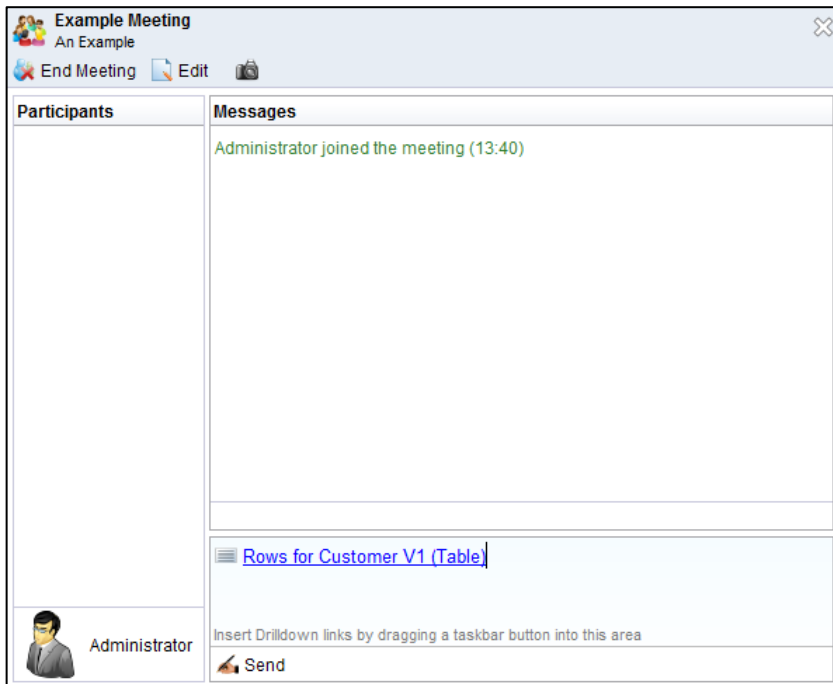 Example Meeting
An Example
End Meeting Edit
Participants
Messages
Administrator joined the meeting (13:40)
Rows for Customer V1 (Table)
Insert Drilldown links by dragging a taskbar button into this area
Administrator
Send